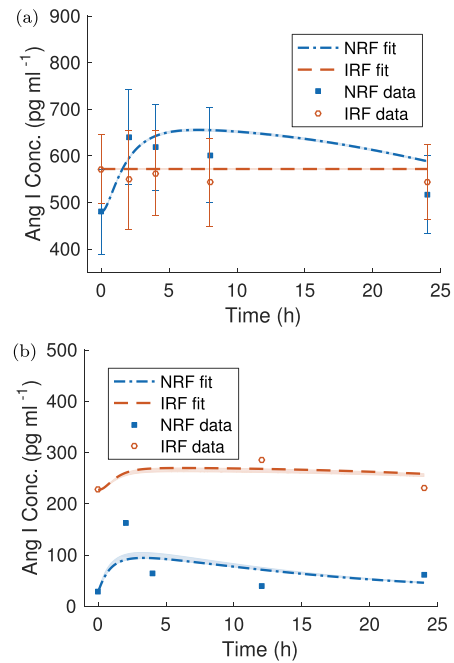 (a)
900
800
700
600
500
400
Ang I Conc. (pg ml -1)
NRF fit
IRF fit
NRF data
IRF data
0 5 10 15 20 25
Time (h)
(b)
500
400
300
200
100
0
Ang I Conc. (pg ml -1)
NRF fit
IRF fit
NRF data
IRF data
0 5 10 15 20 25
Time (h)